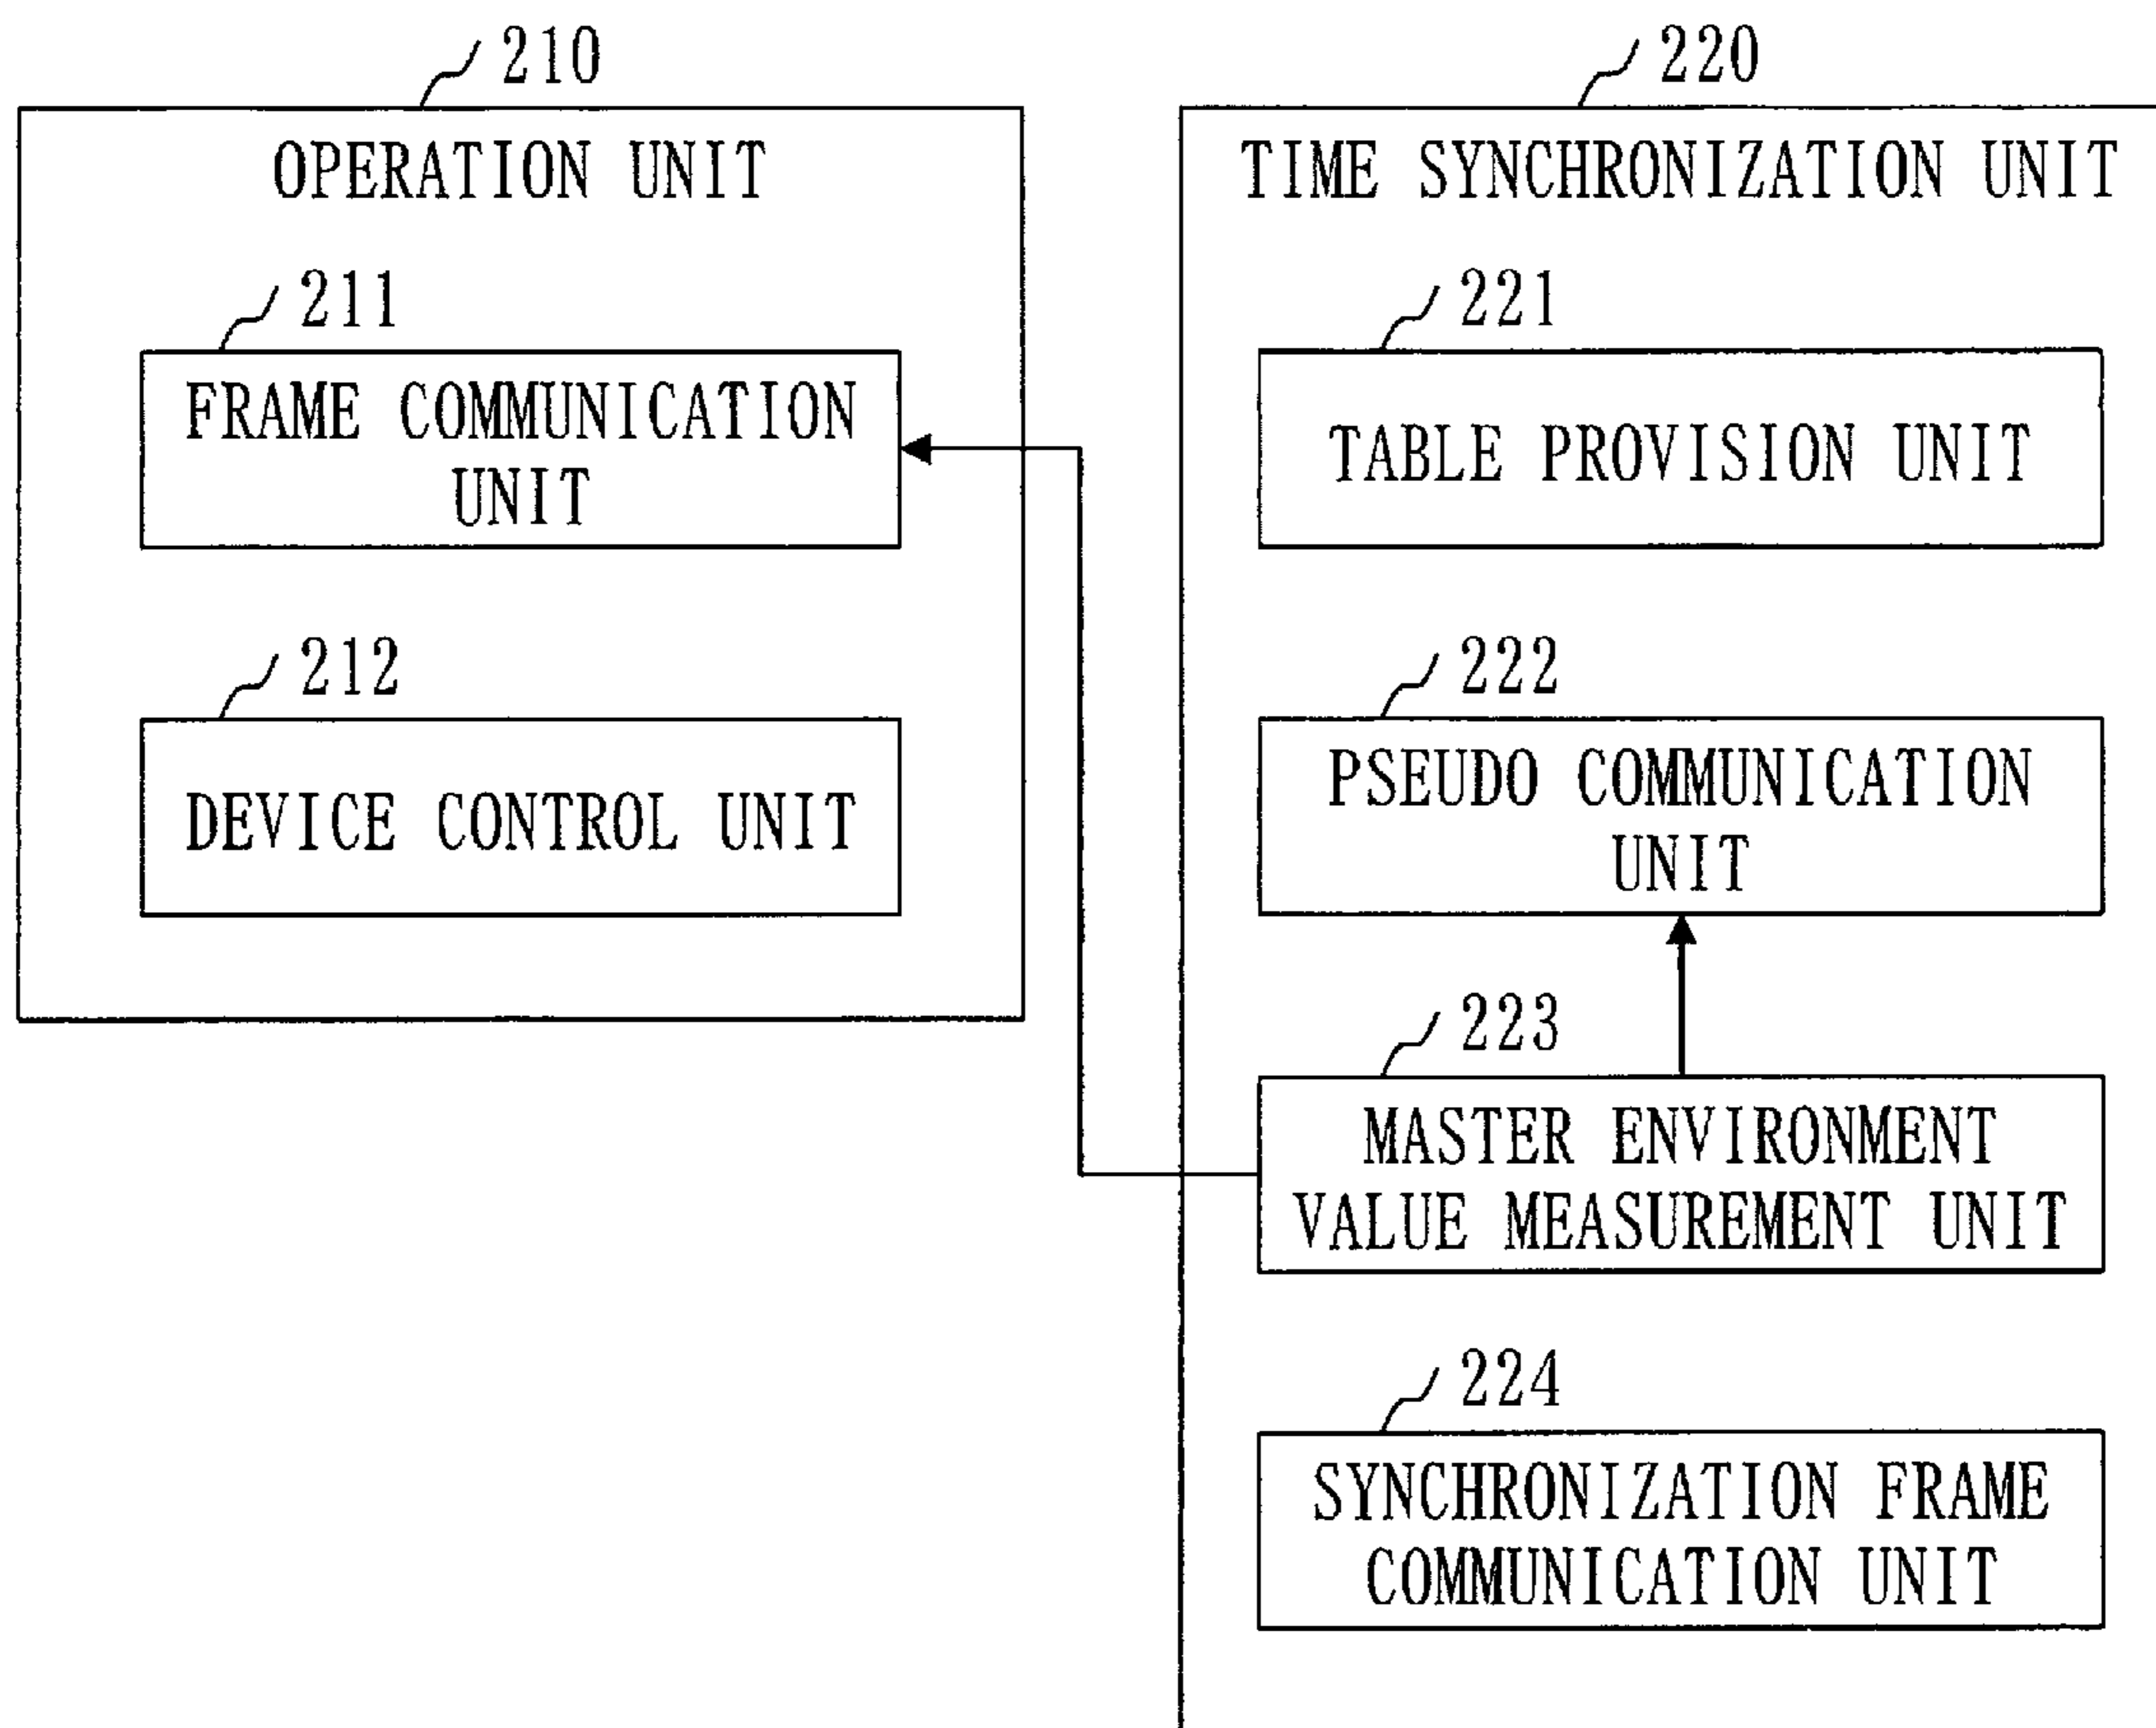 210
OPERATION UNIT
211
FRAME COMMUNICATION
UNIT
212
DEVICE CONTROL UNIT
220
TIME SYNCHRONIZATION UNIT
221
TABLE PROVISION UNIT
222
PSEUDO COMMUNICATION
UNIT
223
MASTER ENVIRONMENT
VALUE MEASUREMENT UNIT
224
SYNCHRONIZATION FRAME
COMMUNICATION UNIT